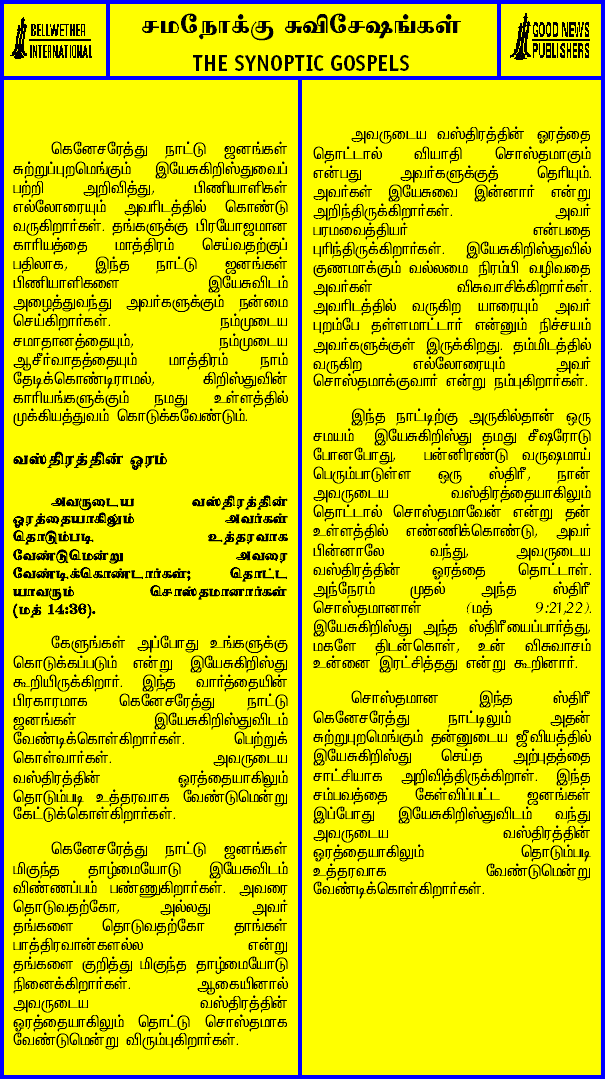 BELLWETHER
INTERNATIONAL
சமநோக்கு சுவிசேஷங்கள்
THE SYNOPTIC GOSPELS
GOOD NEWS
PUBLISHERS
கெனேசரேத்து நாட்டு ஜனங்கள்
சுற்றுப்புறமெங்கும் இயேசுகிறிஸ்துவைப்
பற்றி அறிவித்து, பிணியாளிகள்
எல்லோரையும் அவரிடத்தில் கொண்டு
வருகிறார்கள். தங்களுக்கு பிரயோஜமான
காரியத்தை மாத்திரம் செய்வதற்குப்
பதிலாக, இந்த நாட்டு ஜனங்கள்
பிணியாளிகளை இயேசுவிடம்
அழைத்துவந்து அவர்களுக்கும் நன்மை
செய்கிறார்கள். நம்முடைய
சமாதானத்தையும், நம்முடைய
ஆசீர்வாதத்தையும் மாத்திரம் நாம்
தேடிக்கொண்டிராமல், கிறிஸ்துவின்
காரியங்களுக்கும் நமது உள்ளத்தில்
முக்கியத்துவம் கொடுக்கவேண்டும்.
வஸ்திரத்தின் ஓரம்
அவருடைய வஸ்திரத்தின்
ஓரத்தையாகிலும் அவர்கள்
தொடும்படி உத்தரவாக
வேண்டுமென்று அவரை
வேண்டிக்கொண்டார்கள்; தொட்ட
யாவரும் சொஸ்தமானார்கள்
(மத் 14:36).
கேளுங்கள் அப்போது உங்களுக்கு
கொடுக்கப்படும் என்று இயேசுகிறிஸ்து
கூறியிருக்கிறார். இந்த வார்த்தையின்
பிரகாரமாக கெனேசரேத்து நாட்டு
ஜனங்கள் இயேசுகிறிஸ்துவிடம்
வேண்டிக்கொள்கிறார்கள். பெற்றுக்
கொள்வார்கள். அவருடைய
வஸ்திரத்தின் ஓரத்தையாகிலும்
தொடும்படி உத்தரவாக வேண்டுமென்று
கேட்டுக்கொள்கிறார்கள்.
கெனேசரேத்து நாட்டு ஜனங்கள்
மிகுந்த தாழ்மையோடு இயேசுவிடம்
விண்ணப்பம் பண்ணுகிறார்கள். அவரை
தொடுவதற்கோ, அல்லது அவர்
தங்களை தொடுவதற்கோ தாங்கள்
பாத்திரவான்களல்ல என்று
தங்களை குறித்து மிகுந்த தாழ்மையோடு
நினைக்கிறார்கள். ஆகையினால்
அவருடைய வஸ்திரத்தின்
ஓரத்தையாகிலும் தொட்டு சொஸ்தமாக
வேண்டுமென்று விரும்புகிறார்கள்.
அவருடைய வஸ்திரத்தின் ஓரத்தை
தொட்டால் வியாதி சொஸ்தமாகும்
என்பது அவர்களுக்குத் தெரியும்.
அவர்கள் இயேசுவை இன்னார் என்று
அறிந்திருக்கிறார்கள். அவர்
பரமவைத்தியர் என்பதை
புரிந்திருக்கிறார்கள். இயேசுகிறிஸ்துவில்
குணமாக்கும் வல்லமை நிரம்பி வழிவதை
அவர்கள் விசுவாசிக்கிறார்கள்.
அவரிடத்தில் வருகிற யாரையும் அவர்
புறம்பே தள்ளமாட்டார் என்னும் நிச்சயம்
அவர்களுக்குள் இருக்கிறது. தம்மிடத்தில்
வருகிற எல்லோரையும் அவர்
சொஸ்தமாக்குவார் என்று நம்புகிறார்கள்.
இந்த நாட்டிற்கு அருகில்தான் ஒரு
சமயம் இயேசுகிறிஸ்து தமது சீஷரோடு
போனபோது, பன்னிரண்டு வருஷமாய்
பெரும்பாடுள்ள ஒரு ஸ்திரீ, நான்
அவருடைய வஸ்திரத்தையாகிலும்
தொட்டால் சொஸ்தமாவேன் என்று தன்
உள்ளத்தில் எண்ணிக்கொண்டு, அவர்
பின்னாலே வந்து, அவருடைய
வஸ்திரத்தின் ஓரத்தை தொட்டாள்.
அந்நேரம் முதல் அந்த ஸ்திரீ
சொஸ்தமானாள் (மத் 9:21,22).
இயேசுகிறிஸ்து அந்த ஸ்திரீயைப்பார்த்து,
மகளே திடன்கொள், உன் விசுவாசம்
உன்னை இரட்சித்தது என்று கூறினார்.
சொஸ்தமான இந்த ஸ்திரீ
கெனேசரேத்து நாட்டிலும் அதன்
சுற்றுபுறமெங்கும் தன்னுடைய ஜீவியத்தில்
இயேசுகிறிஸ்து செய்த அற்புதத்தை
சாட்சியாக அறிவித்திருக்கிறாள். இந்த
சம்பவத்தை கேள்விப்பட்ட ஜனங்கள்
இப்போது இயேசுகிறிஸ்துவிடம் வந்து
அவருடைய வஸ்திரத்தின்
ஓரத்தையாகிலும் தொடும்படி
உத்தரவாக வேண்டுமென்று
வேண்டிக்கொள்கிறார்கள்.